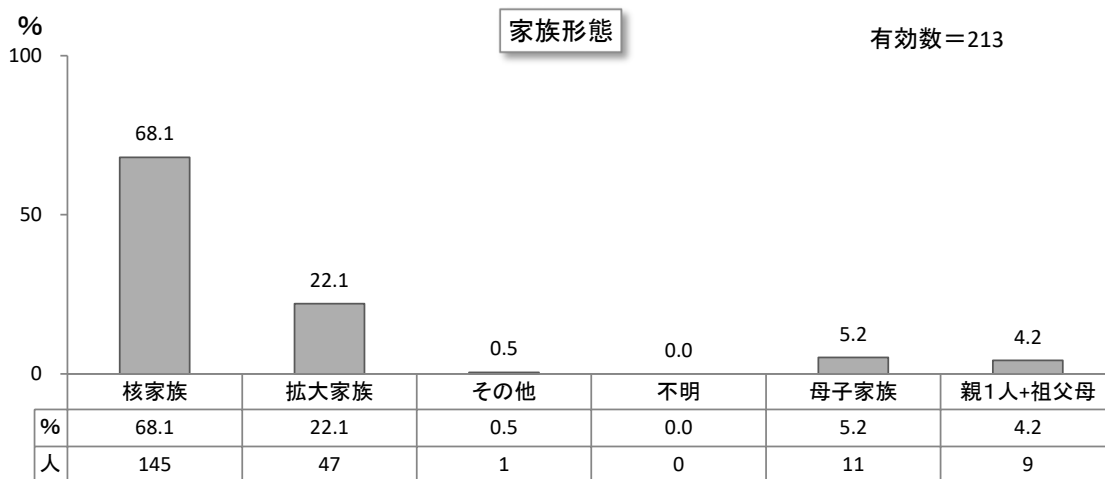 家族形態
有効数＝213
%
100
50
0
68.1
22.1
0.5
0.0
5.2
4.2
核家族 拡大家族 その他 不明 母子家族 親1人+祖父母
% 68.1 22.1 0.5 0.0 5.2 4.2
人 145 47 1 0 11 9